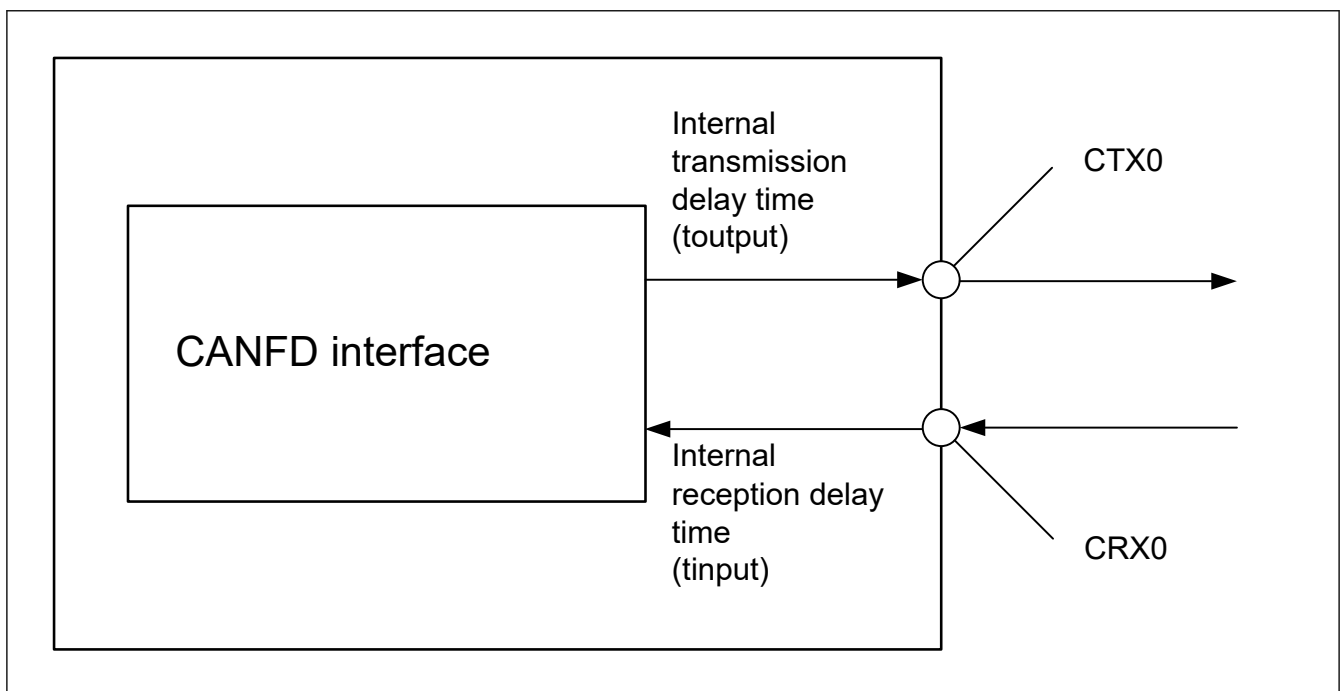 Internal
transmission
delay time
(toutput)
CTX0
CANFD interface
Internal
reception delay
time
(tinput)
CRX0